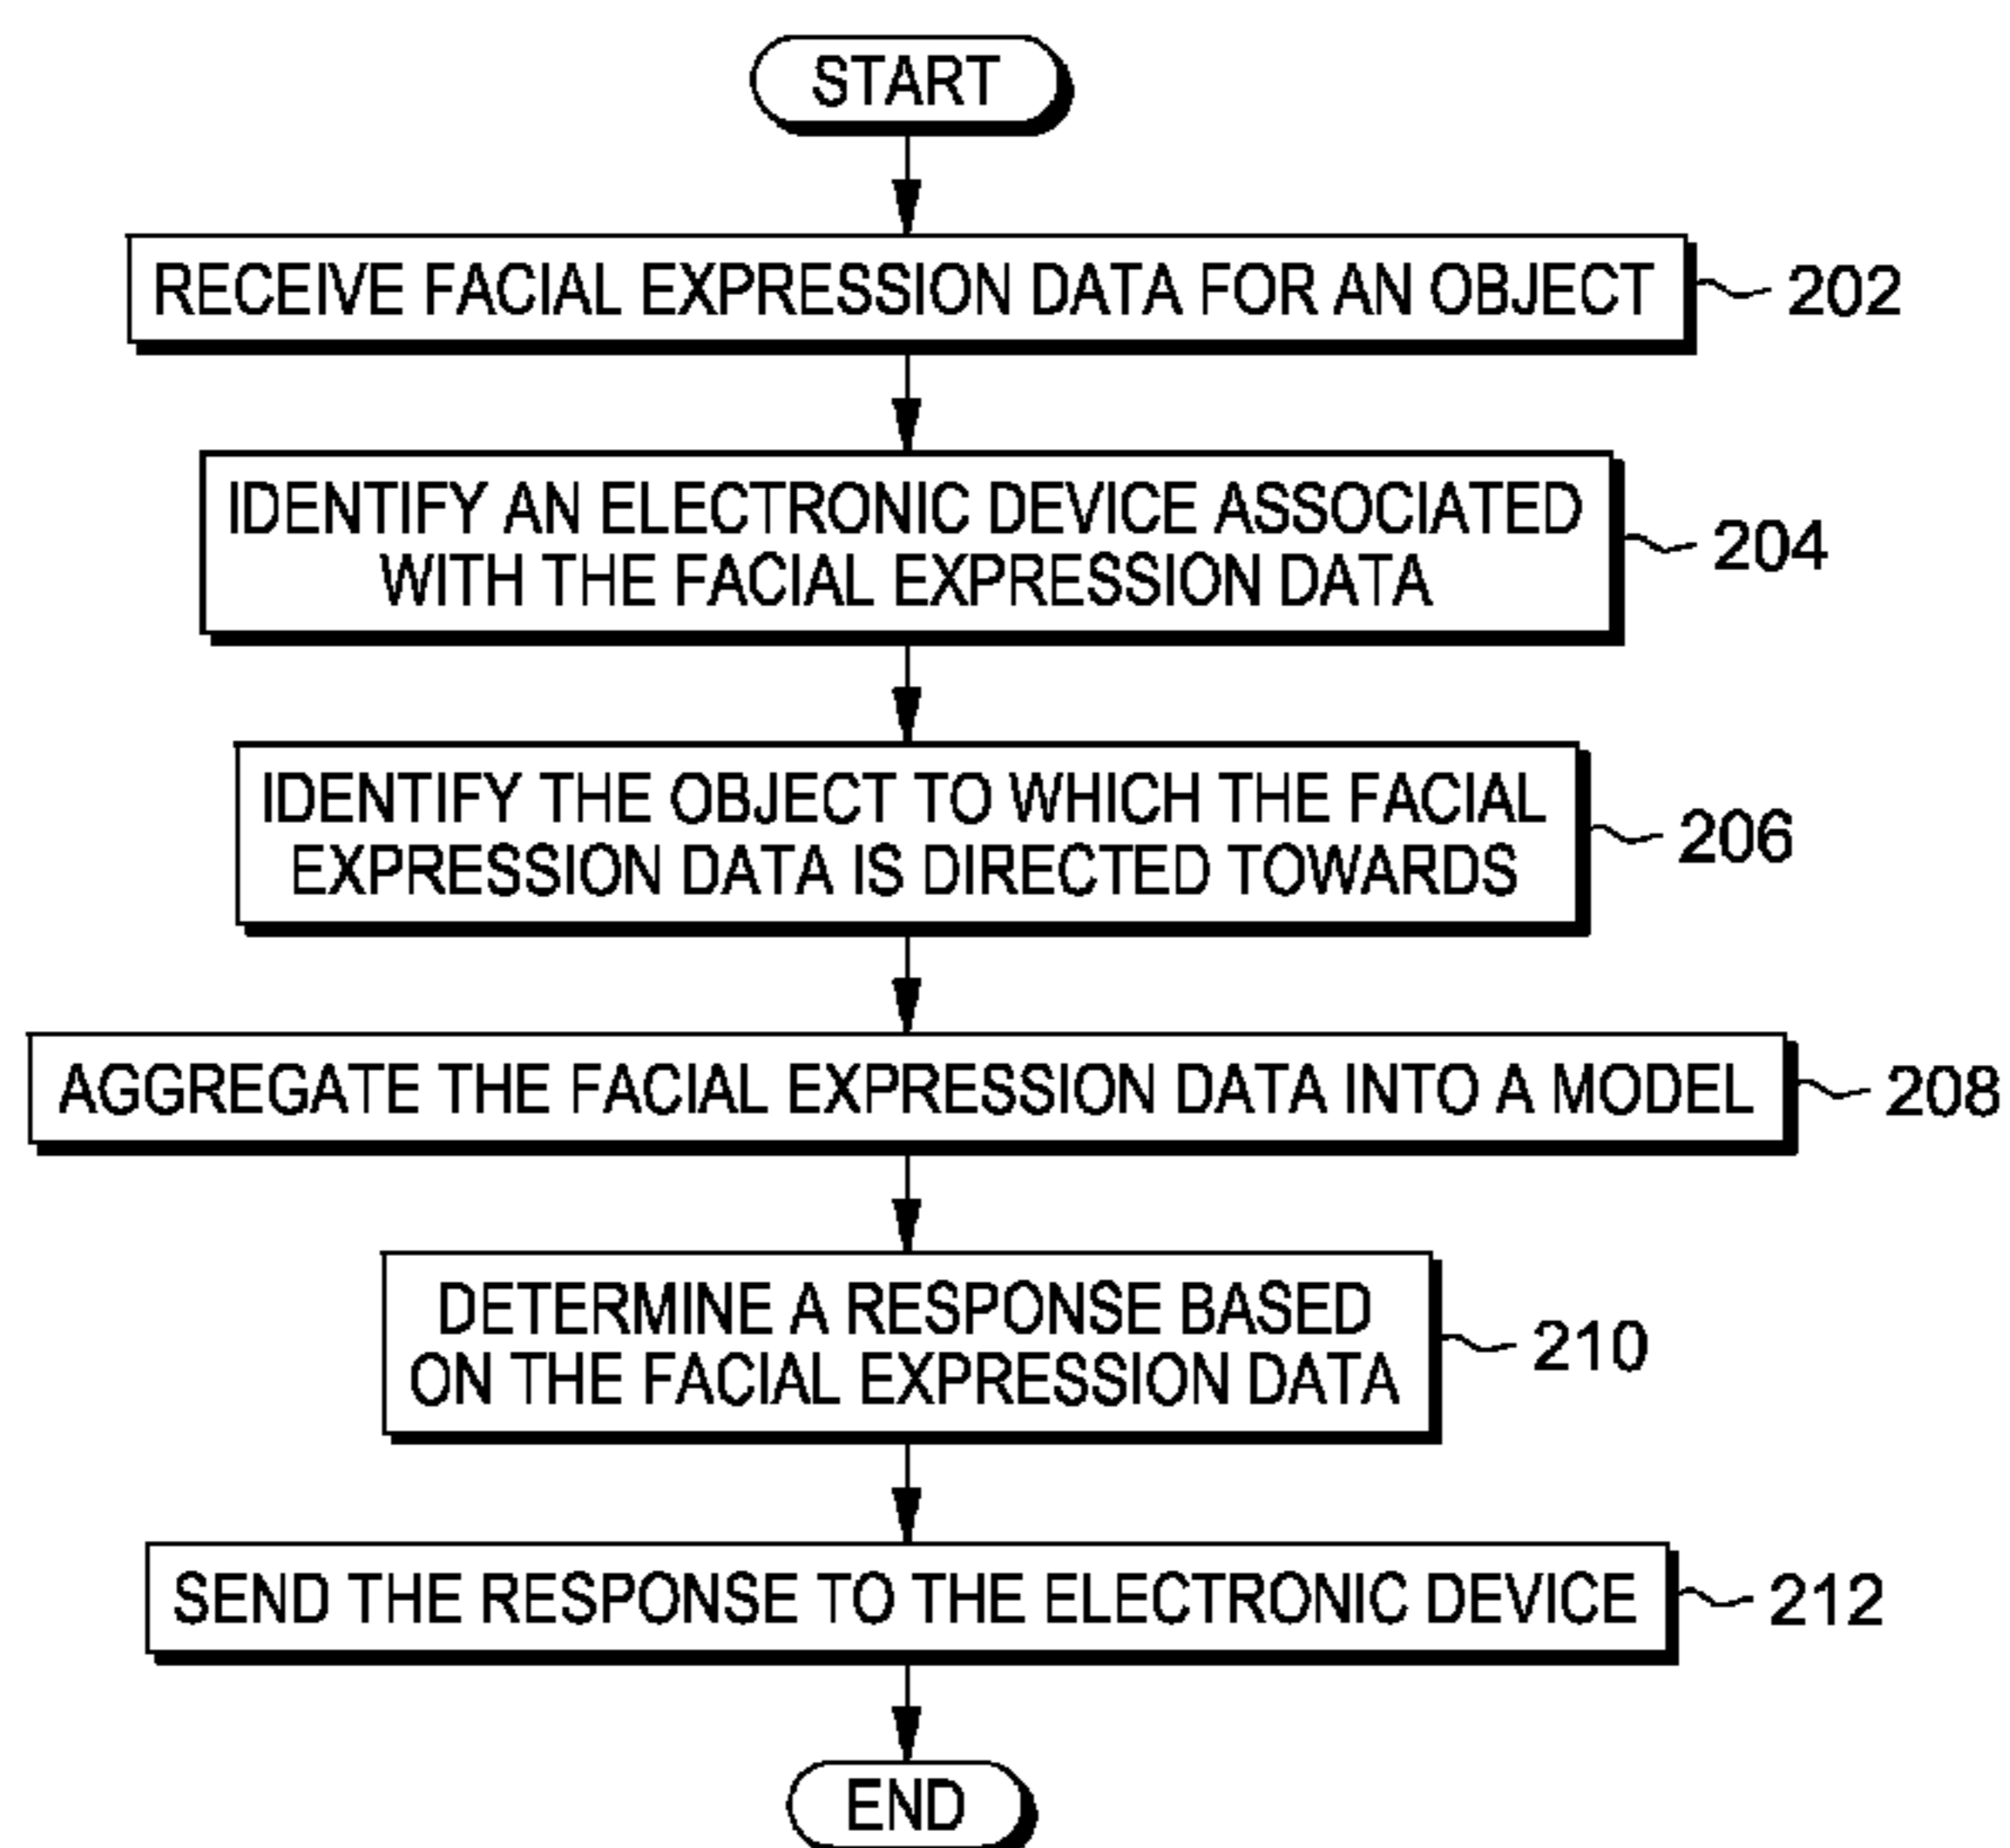 START
RECEIVE FACIAL EXPRESSION DATA FOR AN OBJECT
202
IDENTIFY AN ELECTRONIC DEVICE ASSOCIATED
WITH THE FACIAL EXPRESSION DATA
204
IDENTIFY THE OBJECT TO WHICH THE FACIAL
EXPRESSION DATA IS DIRECTED TOWARDS
206
AGGREGATE THE FACIAL EXPRESSION DATA INTO A MODEL
208
DETERMINE A RESPONSE BASED
ON THE FACIAL EXPRESSION DATA
210
SEND THE RESPONSE TO THE ELECTRONIC DEVICE
212
END